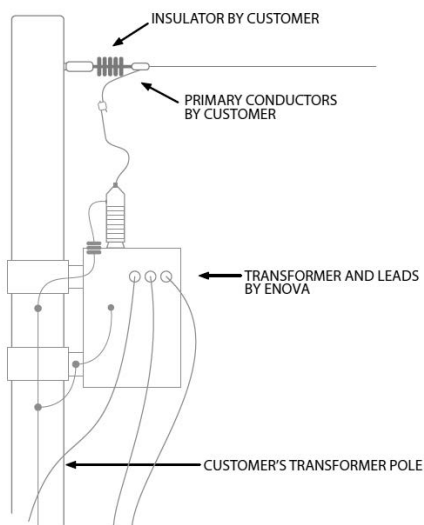 INSULATOR BY CUSTOMER
PRIMARY CONDUCTORS
BY CUSTOMER
TRANSFORMER AND LEADS
BY ENOVA
CUSTOMER'S TRANSFORMER POLE